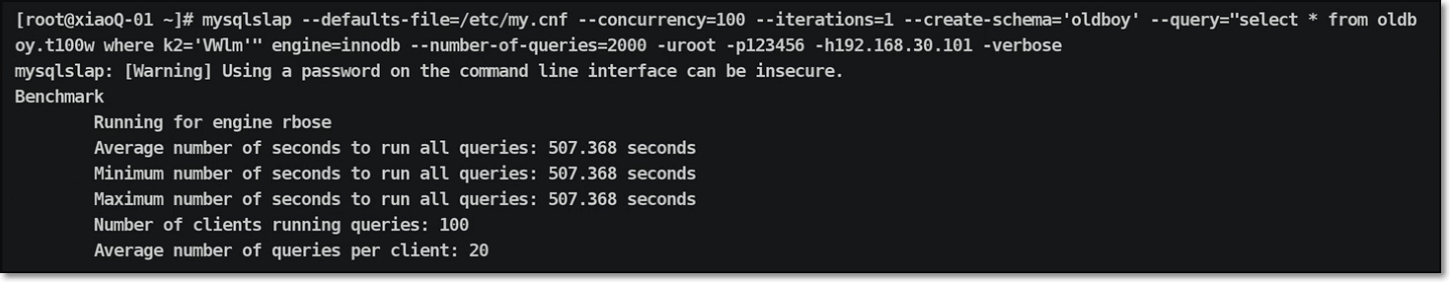 [root@xiaoQ-01 ~]# mysqlslap --defaults-file=/etc/my.cnf --concurrency=100 --iterations=1 --create-schema='oldboy' --query="select * from oldb
oy.t100w where k2='VWlm'" engine=innodb --number-of-queries=2000 -uroot -p123456 -h192.168.30.101 -verbose
mysqlslap: [Warning] Using a password on the command line interface can be insecure.
Benchmark
Running for engine rbose
Average number of seconds to run all queries: 507.368 seconds
Minimum number of seconds to run all queries: 507.368 seconds
Maximum number of seconds to run all queries: 507.368 seconds
Number of clients running queries: 100
Average number of queries per client: 20